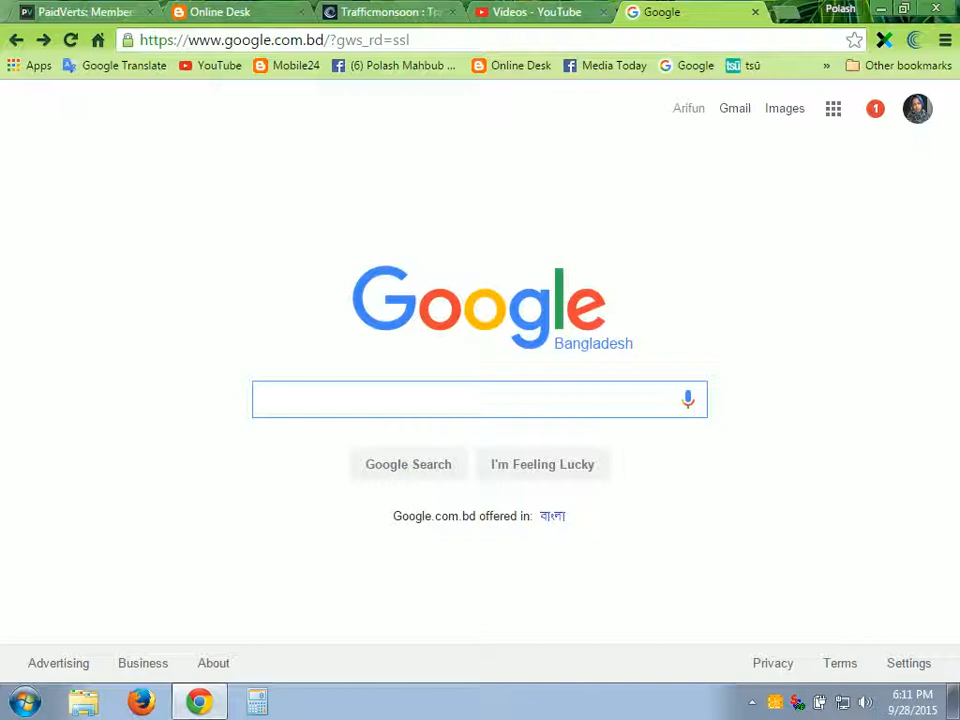 PaidVerts: Member
Online Desk
Trafficmonsoon : Tra
Videos - YouTube
Google
Polash
https://www.google.com.bd/?gws_rd=ssl
Apps
Google Translate
YouTube
Mobile24
(6) Polash Mahbub ...
Online Desk
Media Today
Google
tsū
tsū
»
Other bookmarks
Arifun
Gmail
Images
1
Google
Bangladesh
Google Search
I'm Feeling Lucky
Google.com.bd offered in: বাংলা
Advertising
Business
About
Privacy
Terms
Settings
6:11 PM
9/28/2015